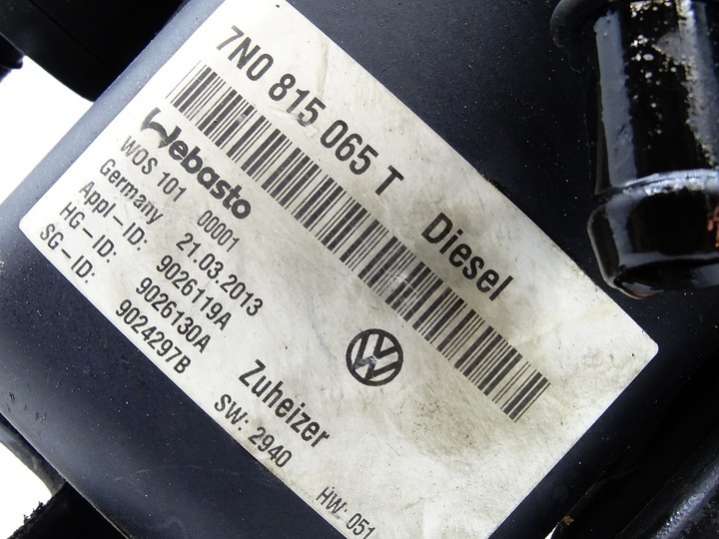 7N0 815 065 T Diesel
Webasto
WOS 101 00001
Germany 21.03.2013
Appl-ID: 9026119A
HG-ID: 9026130A
SG-ID: 9024297B
Zuheizer
SW: 2940
HW: 051